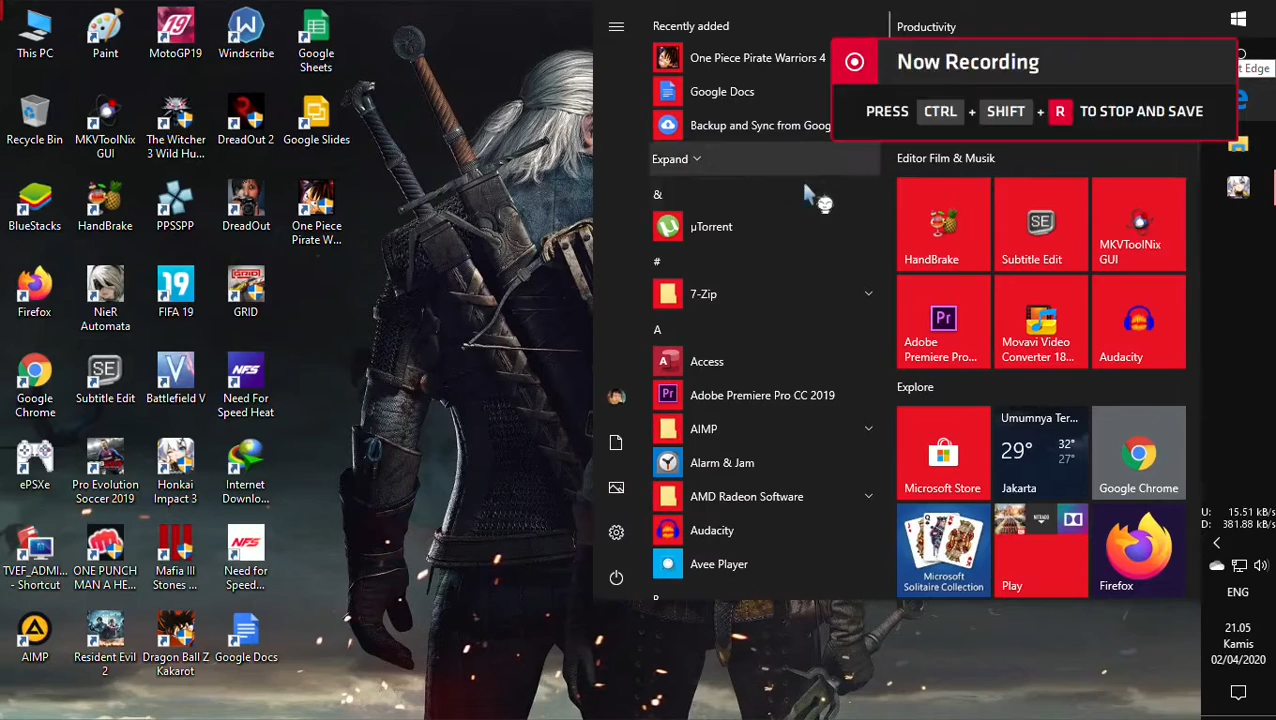 This PC
Paint
MotoGP19
Windscribe
Google
Sheets
Recycle Bin
MKVToolNix
GUI
The Witcher
3 Wild Hu...
DreadOut 2
Google Slides
BlueStacks
HandBrake
PPSSPP
DreadOut
One Piece
Pirate W...
Firefox
NieR
Automata
FIFA 19
GRID
Google
Chrome
Subtitle Edit
Battlefield V
Need For
Speed Heat
ePSXe
Pro Evolution
Soccer 2019
Honkai
Impact 3
Internet
Downlo...
TVEF_ADMI...
- Shortcut
ONE PUNCH
MAN A HE...
Mafia III
Stones ...
Need for
Speed...
AIMP
Resident Evil
2
Dragon Ball Z
Kakarot
Google Docs
Recently added
One Piece Pirate Warriors 4
Google Docs
Backup and Sync from Goog
Expand
&
µTorrent
#
7-Zip
A
Access
Adobe Premiere Pro CC 2019
AIMP
Alarm & Jam
AMD Radeon Software
Audacity
Avee Player
Productivity
Now Recording
PRESS CTRL + SHIFT + R TO STOP AND SAVE
Editor Film & Musik
HandBrake
Subtitle Edit
MKVToolNix
GUI
Adobe
Premiere Pro...
Movavi Video
Converter 18...
Audacity
Explore
Microsoft Store
Umumnya Ter...
29° 32°
27°
Jakarta
Google Chrome
Microsoft
Solitaire Collection
Play
Firefox
t Edge
U: 15.51 kB/s
D: 381.88 kB/s
ENG
21.05
Kamis
02/04/2020